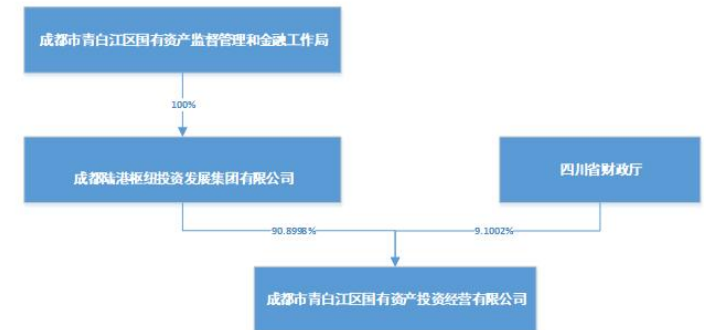 成都市青白江区国有资产监督管理和金融工作局
100%
成都陆港枢纽投资发展集团有限公司
四川省财政厅
90.8998%
9.1002%
成都市青白江区国有资产投资经营有限公司